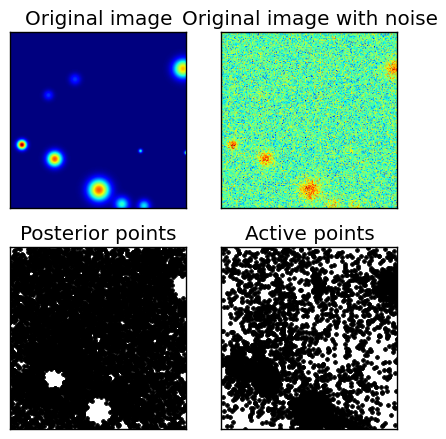 Original image
Original image with noise
Posterior points
Active points